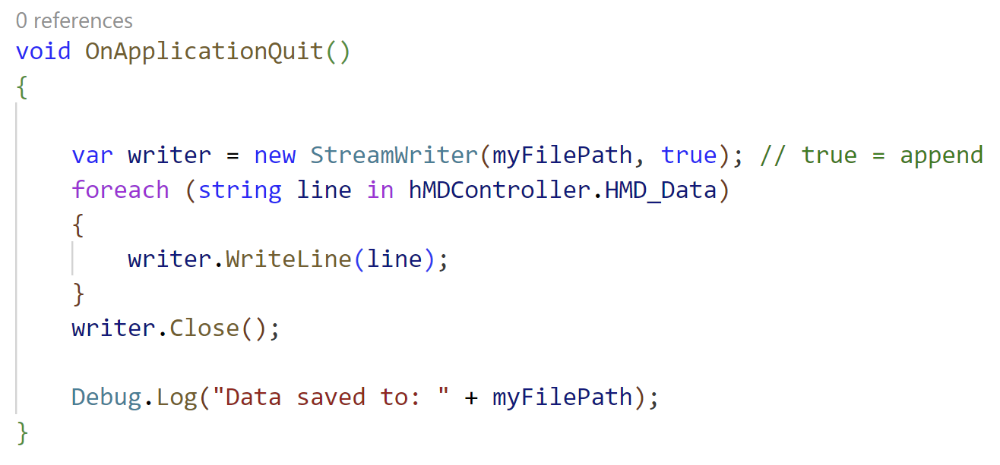 0 references
void OnApplicationQuit()
{
var writer = new StreamWriter(myFilePath, true); // true = append
foreach (string line in hMDController.HMD_Data)
{
writer.WriteLine(line);
}
writer.Close();
Debug.Log("Data saved to: " + myFilePath);
}